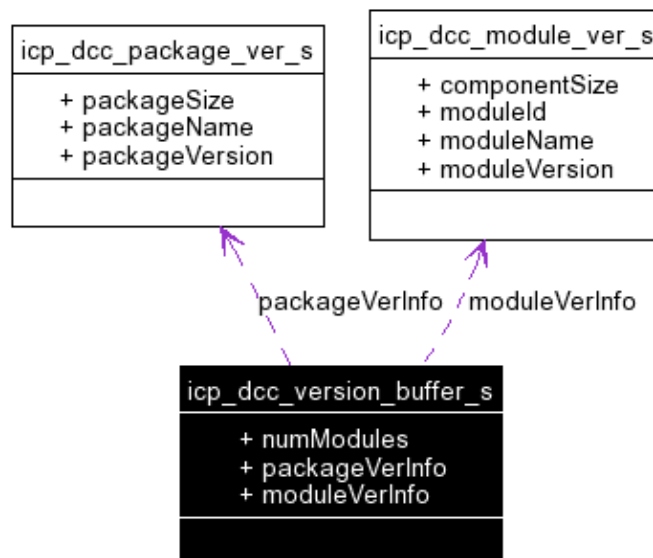 icp_dcc_package_ver_s
+ packageSize
+ packageName
+ packageVersion
icp_dcc_module_ver_s
+ componentSize
+ moduleId
+ moduleName
+ moduleVersion
packageVerInfo
moduleVerInfo
icp_dcc_version_buffer_s
+ numModules
+ packageVerInfo
+ moduleVerInfo